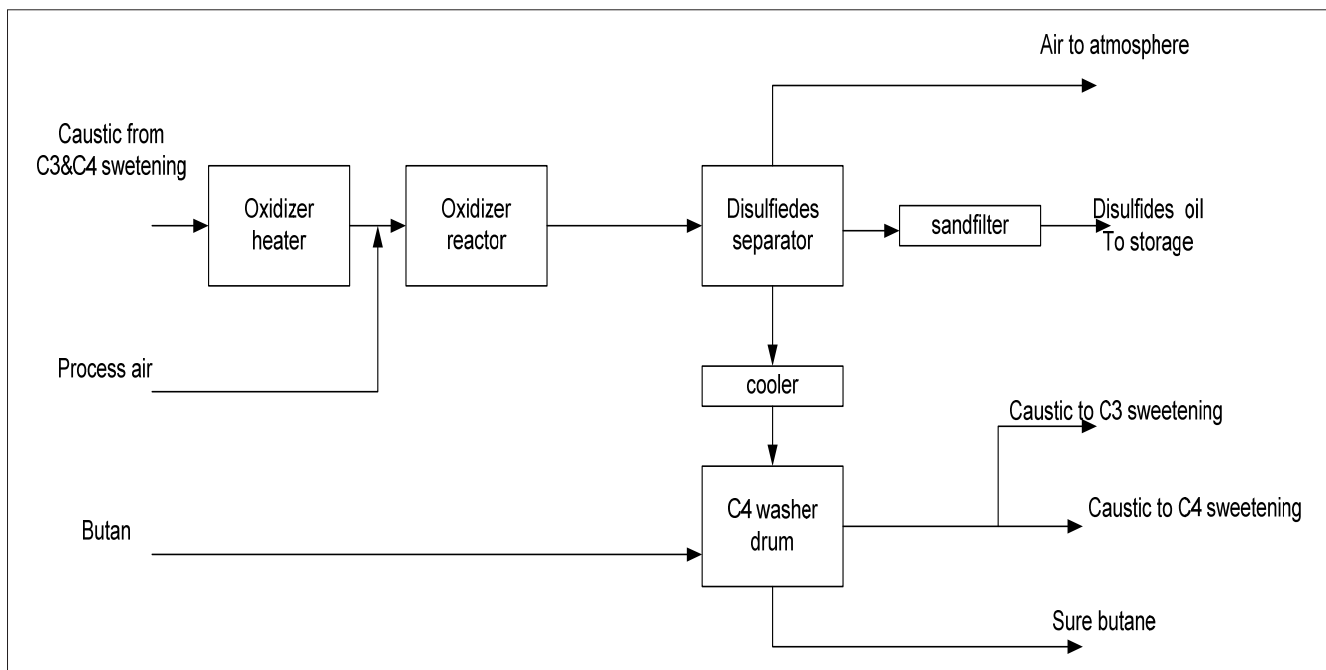 Air to atmosphere
Caustic from
C3&C4 swetening
Oxidizer
heater
Oxidizer
reactor
Disulfiedes
separator
sandfilter
Disulfides oil
To storage
Process air
cooler
Caustic to C3 sweetening
Butan
C4 washer
drum
Caustic to C4 sweetening
Sure butane